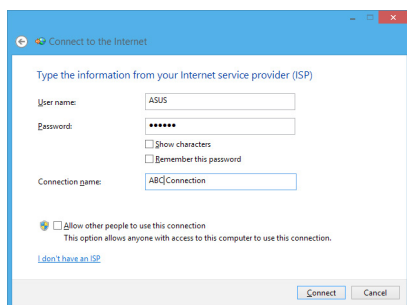 Connect to the Internet
Type the information from your Internet service provider (ISP)
User name: ASUS
Password: ••••••
Show characters
Remember this password
Connection name: ABC Connection
Allow other people to use this connection
This option allows anyone with access to this computer to use this connection.
I don't have an ISP
Connect Cancel